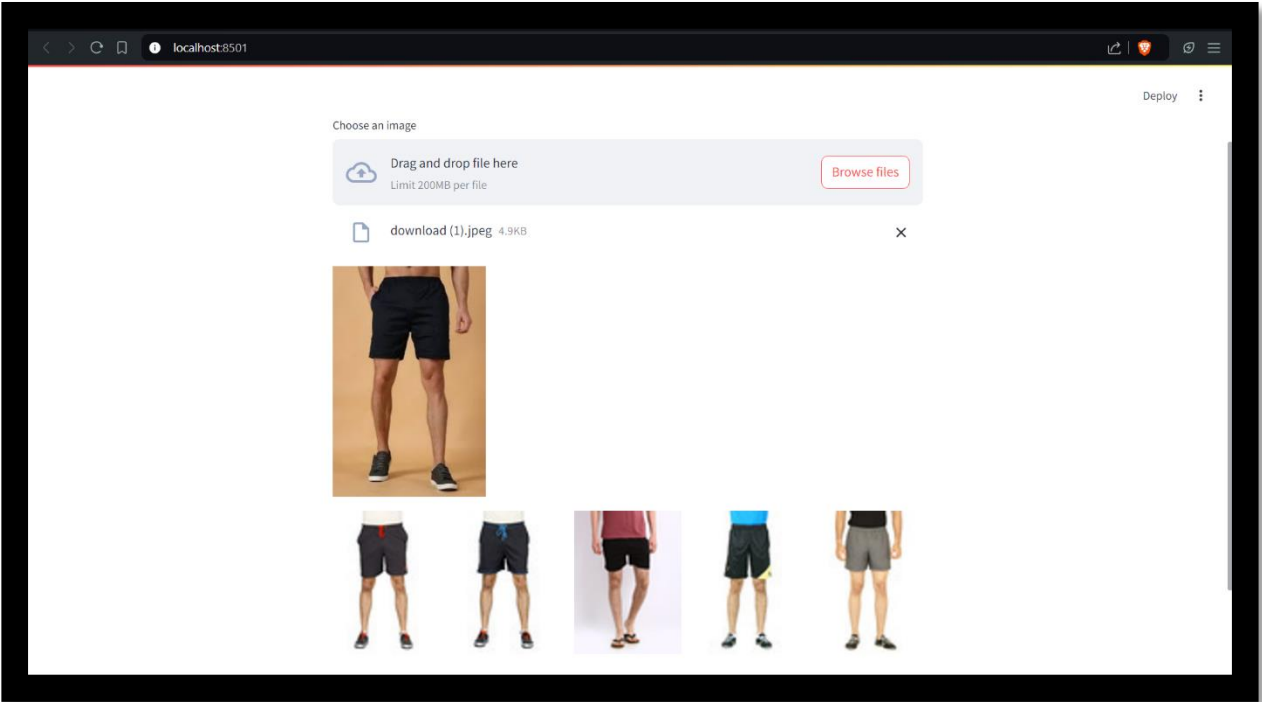 localhost:8501
Deploy
Choose an image
Drag and drop file here
Limit 200MB per file
Browse files
download (1).jpeg 4.9KB